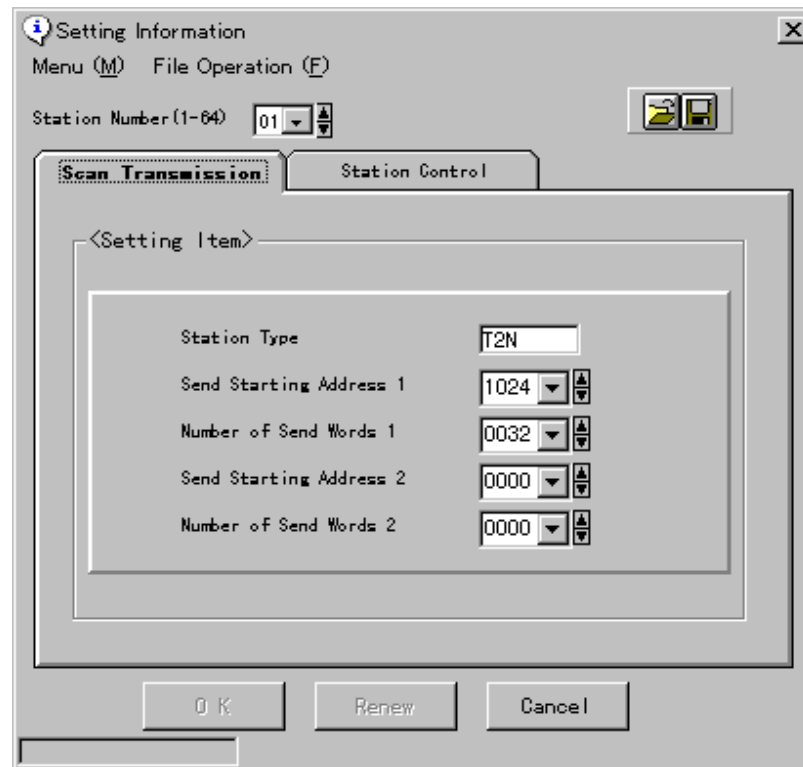 Setting Information
Menu (M) File Operation (F)
Station Number(1-64) 01
Scan Transmission Station Control
<Setting Item>
Station Type T2N
Send Starting Address 1 1024
Number of Send Words 1 0032
Send Starting Address 2 0000
Number of Send Words 2 0000
O K Renew Cancel